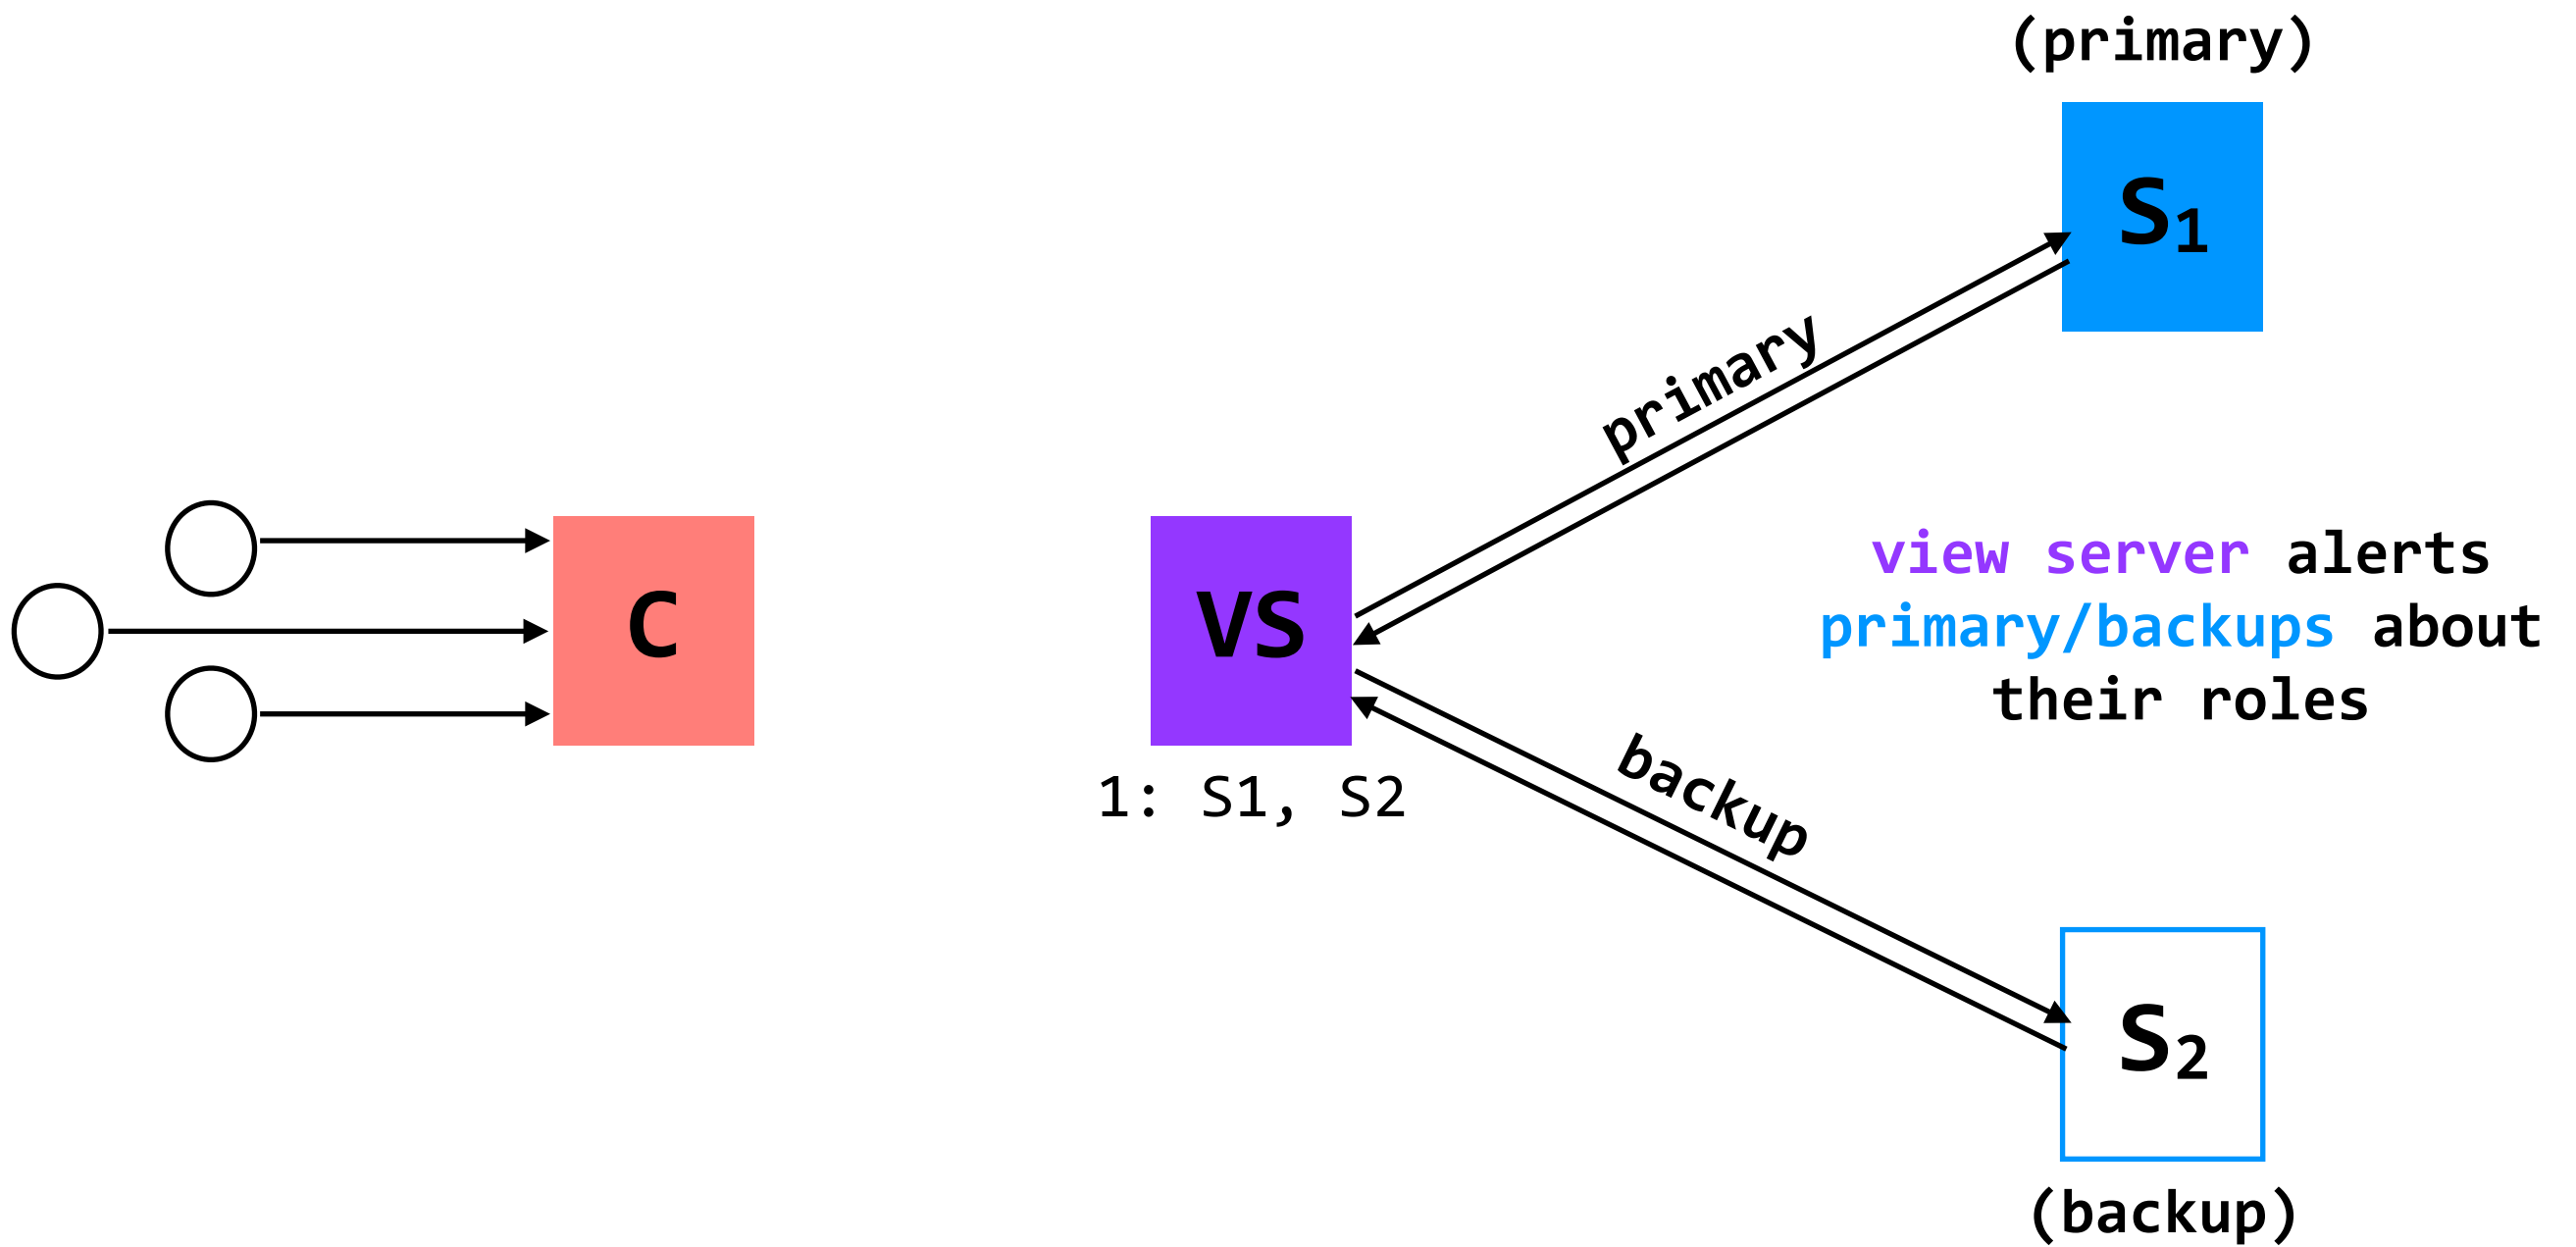 (primary)
S1
primary
view server alerts
primary/backups about
their roles
C
VS
1: S1, S2
backup
S2
(backup)